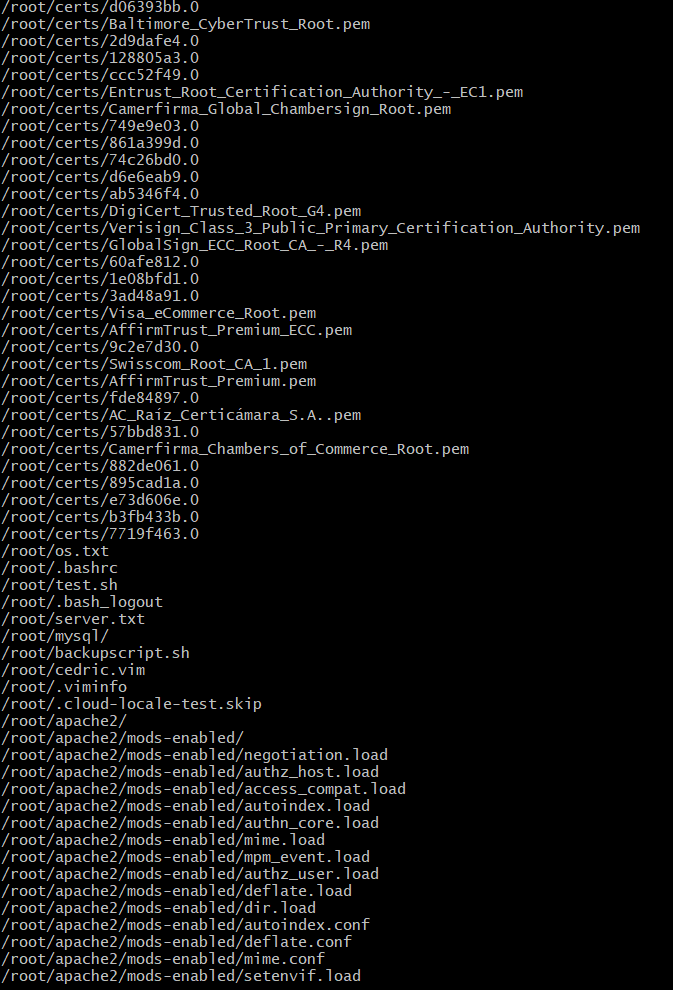 /root/certs/d06393bb.0
/root/certs/Baltimore_CyberTrust_Root.pem
/root/certs/2d9dafe4.0
/root/certs/128805a3.0
/root/certs/ccc52f49.0
/root/certs/Entrust_Root_Certification_Authority_-_EC1.pem
/root/certs/Camerfirma_Global_Chambersign_Root.pem
/root/certs/749e9e03.0
/root/certs/861a399d.0
/root/certs/74c26bd0.0
/root/certs/d6e6eab9.0
/root/certs/ab5346f4.0
/root/certs/DigiCert_Trusted_Root_G4.pem
/root/certs/Verisign_Class_3_Public_Primary_Certification_Authority.pem
/root/certs/GlobalSign_ECC_Root_CA_-_R4.pem
/root/certs/60afe812.0
/root/certs/1e08bfd1.0
/root/certs/3ad48a91.0
/root/certs/Visa_eCommerce_Root.pem
/root/certs/AffirmTrust_Premium_ECC.pem
/root/certs/9c2e7d30.0
/root/certs/Swisscom_Root_CA_1.pem
/root/certs/AffirmTrust_Premium.pem
/root/certs/fde84897.0
/root/certs/AC_Raíz_Certicámara_S.A..pem
/root/certs/57bbd831.0
/root/certs/Camerfirma_Chambers_of_Commerce_Root.pem
/root/certs/882de061.0
/root/certs/895cad1a.0
/root/certs/e73d606e.0
/root/certs/b3fb433b.0
/root/certs/7719f463.0
/root/os.txt
/root/.bashrc
/root/test.sh
/root/.bash_logout
/root/server.txt
/root/mysql/
/root/backupscript.sh
/root/cedric.vim
/root/.viminfo
/root/.cloud-locale-test.skip
/root/apache2/
/root/apache2/mods-enabled/
/root/apache2/mods-enabled/negotiation.load
/root/apache2/mods-enabled/authz_host.load
/root/apache2/mods-enabled/access_compat.load
/root/apache2/mods-enabled/autoindex.load
/root/apache2/mods-enabled/authn_core.load
/root/apache2/mods-enabled/mime.load
/root/apache2/mods-enabled/mpm_event.load
/root/apache2/mods-enabled/authz_user.load
/root/apache2/mods-enabled/deflate.load
/root/apache2/mods-enabled/dir.load
/root/apache2/mods-enabled/autoindex.conf
/root/apache2/mods-enabled/deflate.conf
/root/apache2/mods-enabled/mime.conf
/root/apache2/mods-enabled/setenvif.load